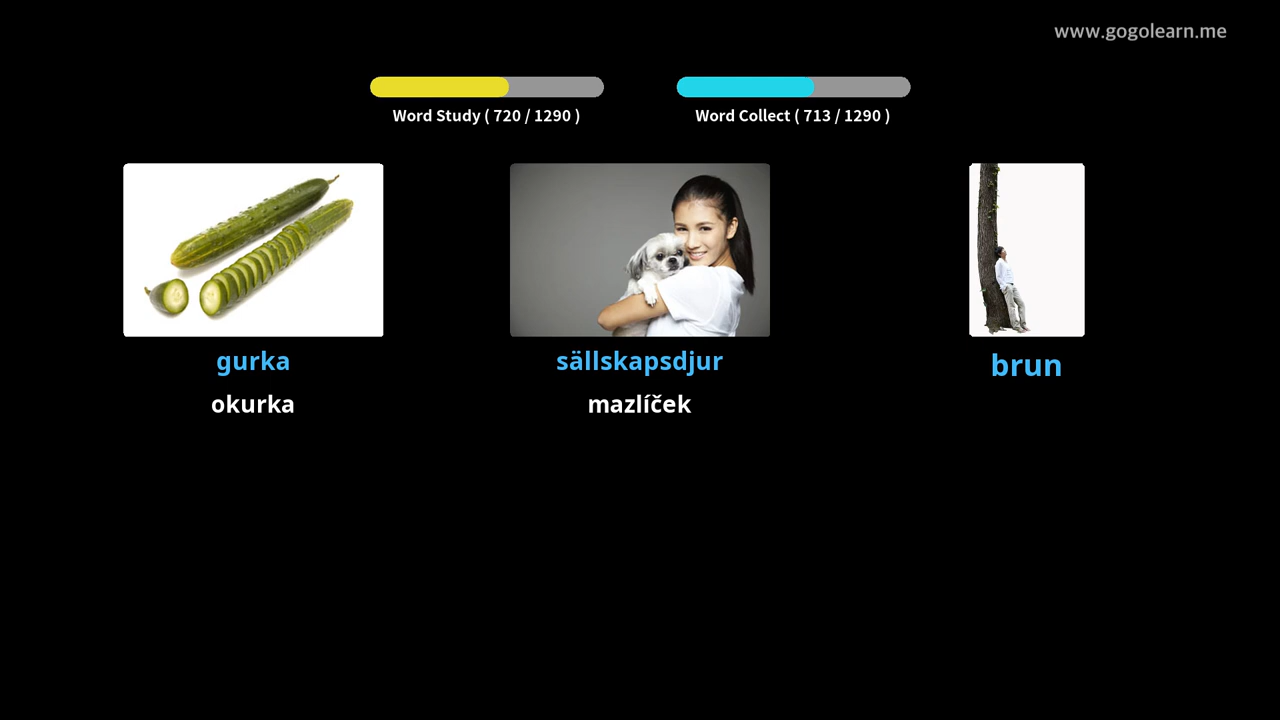 www.gogolearn.me
Word Study ( 720 / 1290 )
Word Collect ( 713 / 1290 )
gurka
sällskapsdjur
brun
okurka
mazlíček